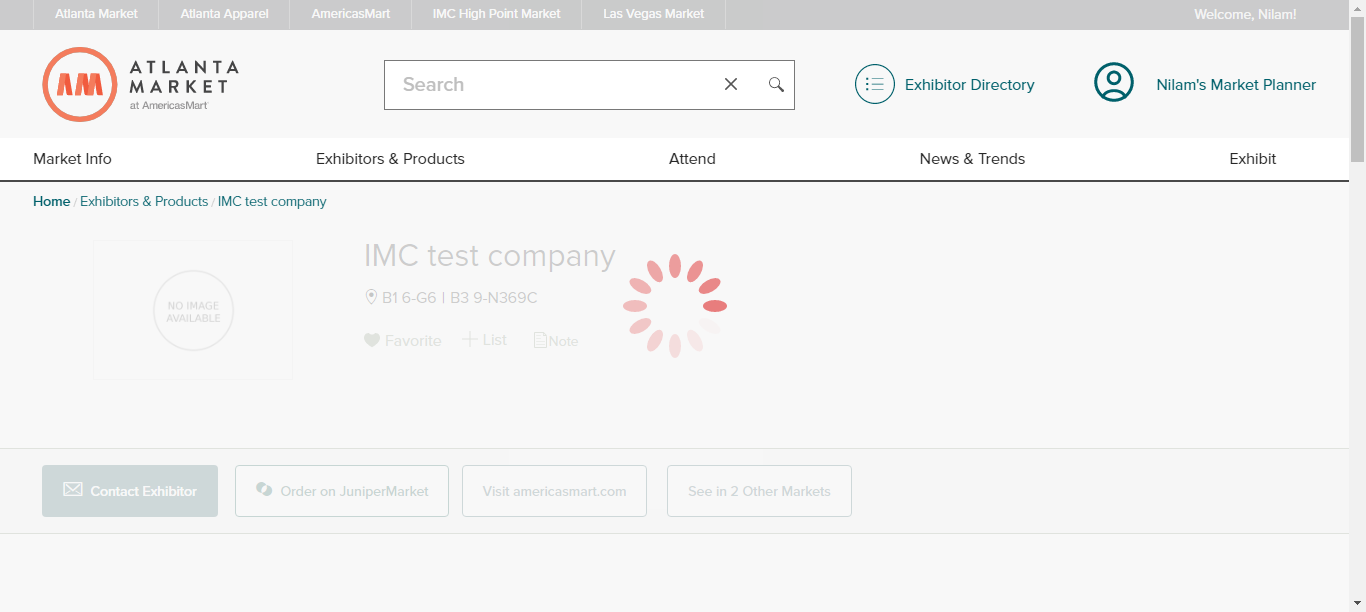 Atlanta Market Atlanta Apparel AmericasMart IMC High Point Market Las Vegas Market Welcome, Nilam!
AM ATLANTA
MARKET
at AmericasMart
Search
Exhibitor Directory
Nilam's Market Planner
Market Info Exhibitors & Products Attend News & Trends Exhibit
Home / Exhibitors & Products / IMC test company
NO IMAGE
AVAILABLE
IMC test company
B1 6-G6 | B3 9-N369C
Favorite List Note
Contact Exhibitor Order on JuniperMarket Visit americasmart.com See in 2 Other Markets